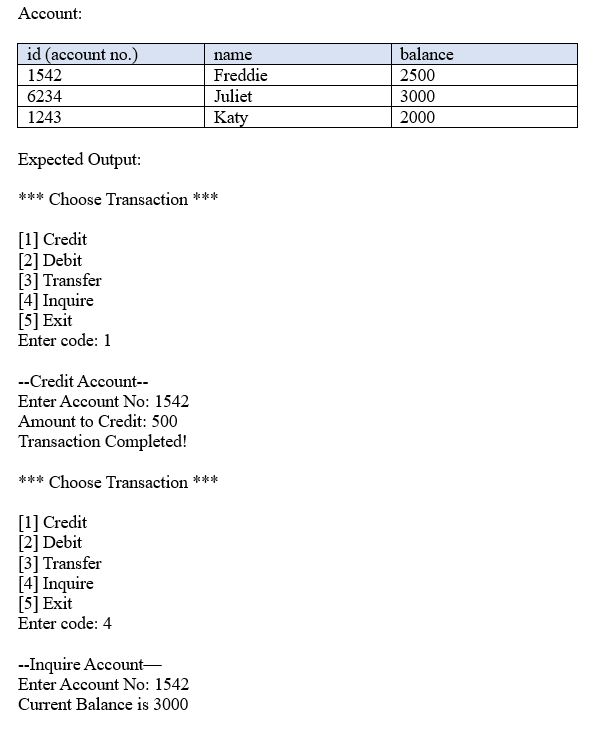 Account:
id (account no.) name balance
1542 Freddie 2500
6234 Juliet 3000
1243 Katy 2000
Expected Output:
*** Choose Transaction ***
[1] Credit
[2] Debit
[3] Transfer
[4] Inquire
[5] Exit
Enter code: 1
--Credit Account--
Enter Account No: 1542
Amount to Credit: 500
Transaction Completed!
*** Choose Transaction ***
[1] Credit
[2] Debit
[3] Transfer
[4] Inquire
[5] Exit
Enter code: 4
--Inquire Account—
Enter Account No: 1542
Current Balance is 3000